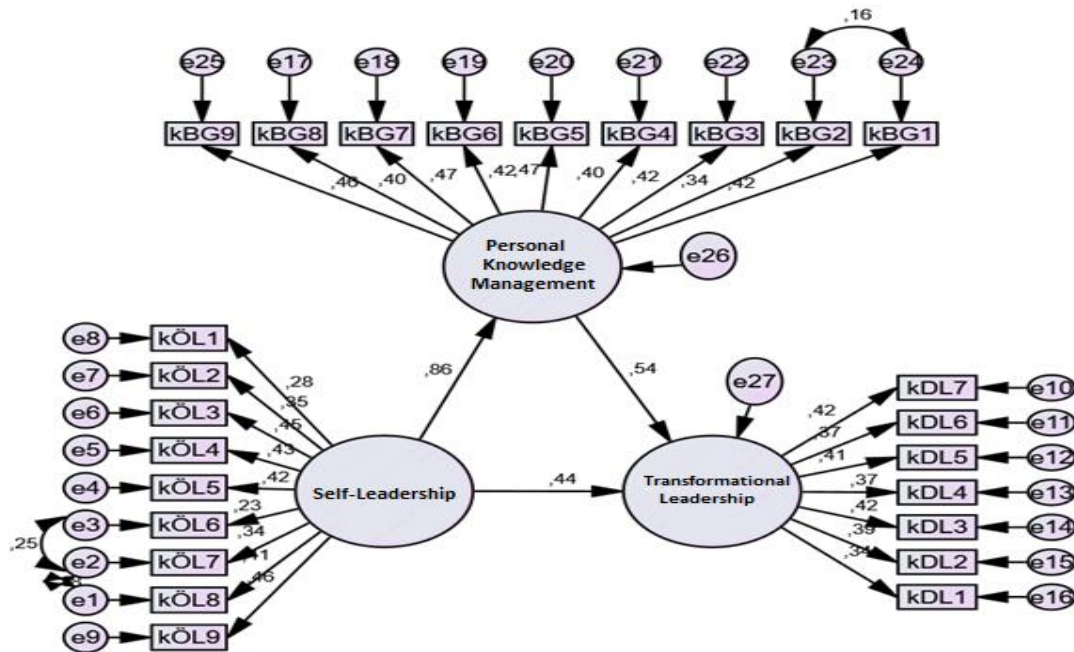 ,16
e25 e17 e18 e19 e20 e21 e22 e23 e24
kBG9 kBG8 kBG7 kBG6 kBG5 kBG4 kBG3 kBG2 kBG1
,46 ,40 ,47 ,42 ,47 ,40 ,42 ,34 ,42
Personal
Knowledge
Management
e26
,86
,54
e27
e8 kÖL1
e7 kÖL2
e6 kÖL3
e5 kÖL4
e4 kÖL5
e3 kÖL6
e2 kÖL7
e1 kÖL8
e9 kÖL9
,25
,28
,35
,45
,43
,42
,23
,34
,41
,46
Self-Leadership
,44
Transformational
Leadership
,42
,37
,41
,37
,42
,39
,34
kDL7 e10
kDL6 e11
kDL5 e12
kDL4 e13
kDL3 e14
kDL2 e15
kDL1 e16